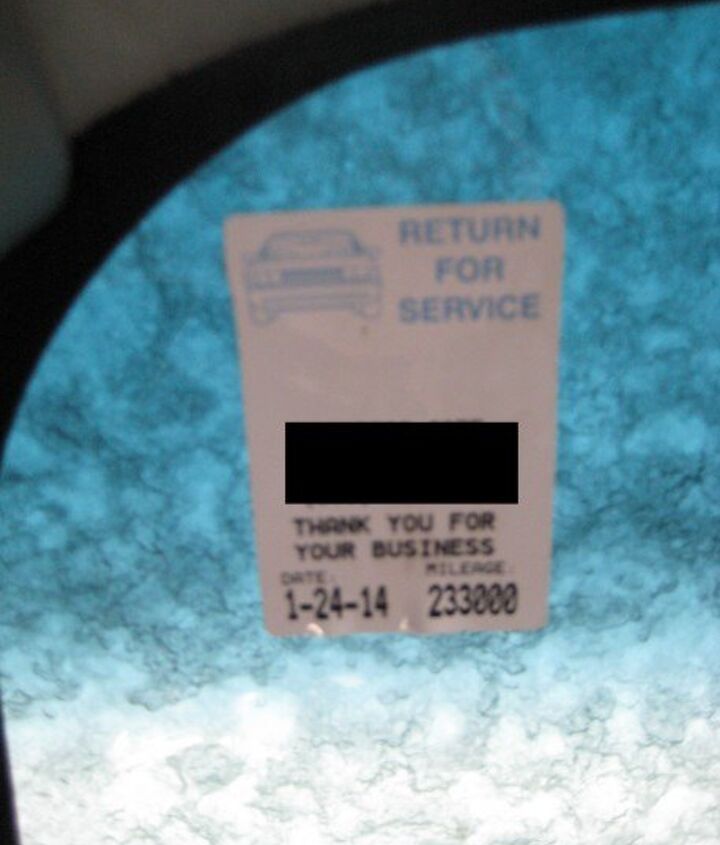 RETURN
FOR
SERVICE
THANK YOU FOR
YOUR BUSINESS
DATE: MILEAGE:
1-24-14 233000